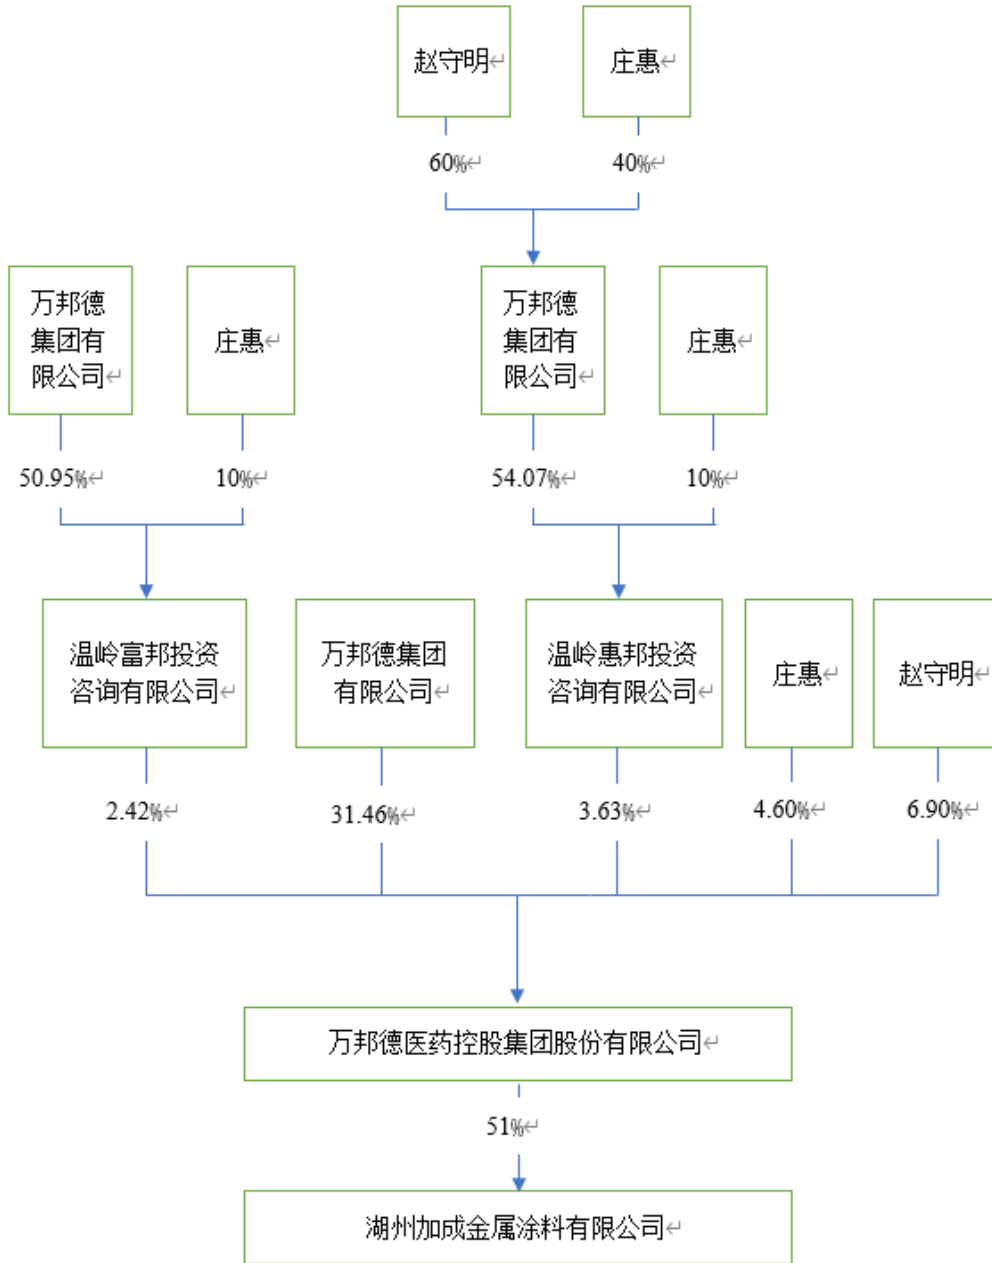 赵守明↵
庄惠↵
60%↵
40%↵
万邦德
集团有
限公司↵
庄惠↵
万邦德
集团有
限公司↵
庄惠↵
50.95%↵
10%↵
54.07%↵
10%↵
温岭富邦投资
咨询有限公司↵
万邦德集团
有限公司↵
温岭惠邦投资
咨询有限公司↵
庄惠↵
赵守明↵
2.42%↵
31.46%↵
3.63%↵
4.60%↵
6.90%↵
万邦德医药控股集团股份有限公司↵
51%↵
湖州加成金属涂料有限公司↵